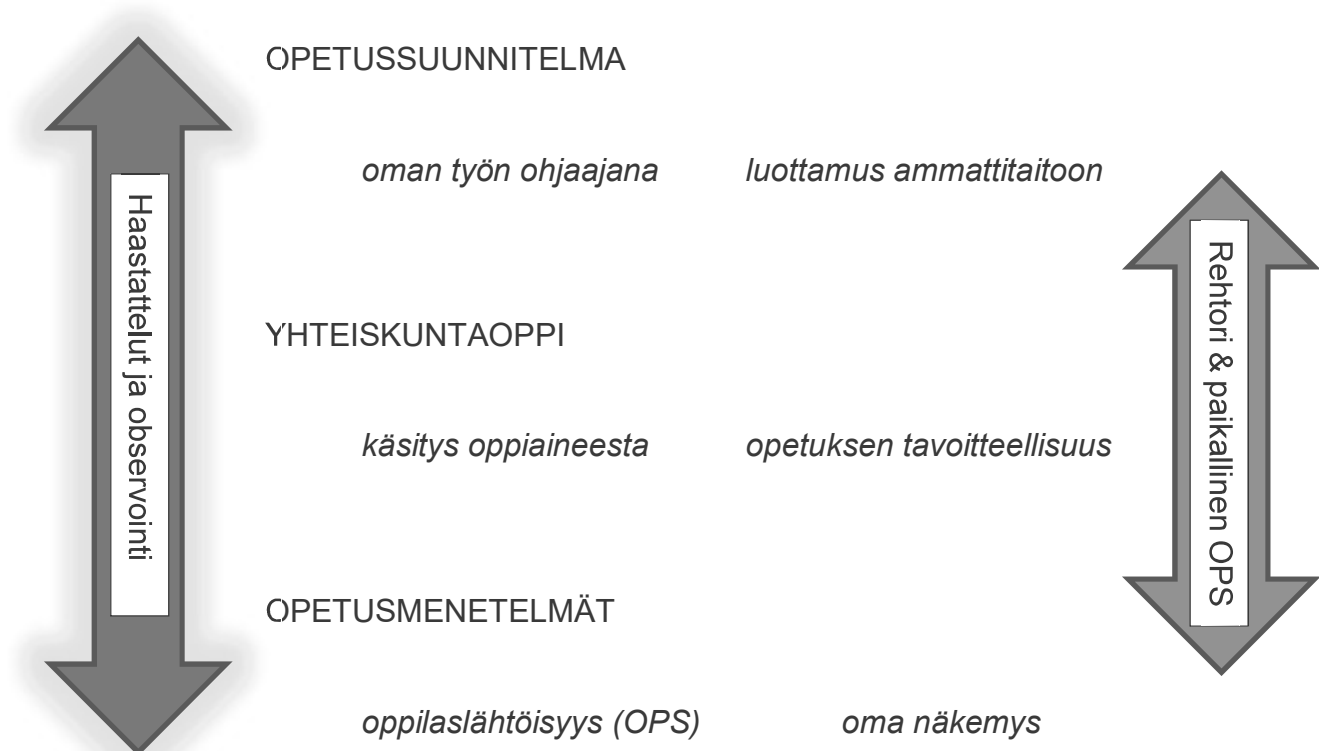 OPETUSSUUNNITELMA
oman työn ohjaajana luottamus ammattitaitoon
Haastattelut ja observointi
Rehtori & paikallinen OPS
YHTEISKUNTAOPPI
käsitys oppiaineesta opetuksen tavoitteellisuus
OPETUSMENETELMÄT
oppilaslähtöisyys (OPS) oma näkemys